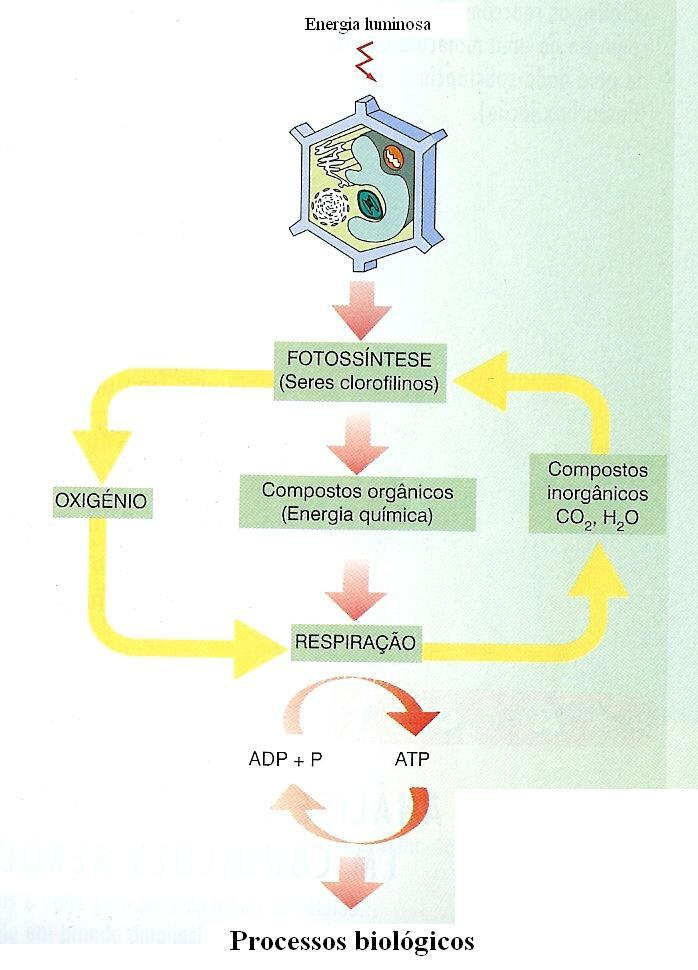 Energia luminosa
FOTOSSÍNTESE
(Seres clorofilinos)
OXIGÉNIO
Compostos orgânicos
(Energia química)
Compostos
inorgânicos
CO₂, H₂O
RESPIRAÇÃO
ADP + P
ATP
Processos biológicos